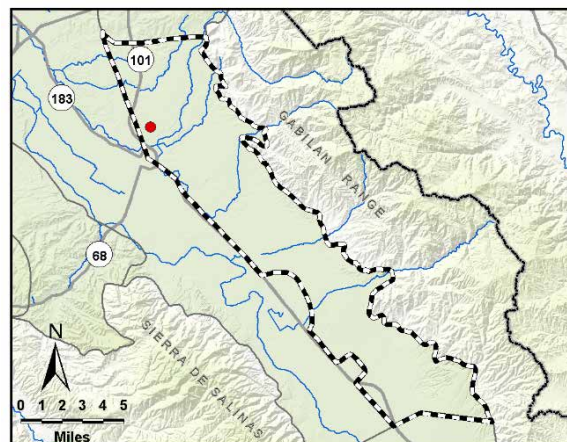 101
183
GABILAN RANGE
68
SIERRA DE SALINAS
N
0 1 2 3 4 5
Miles